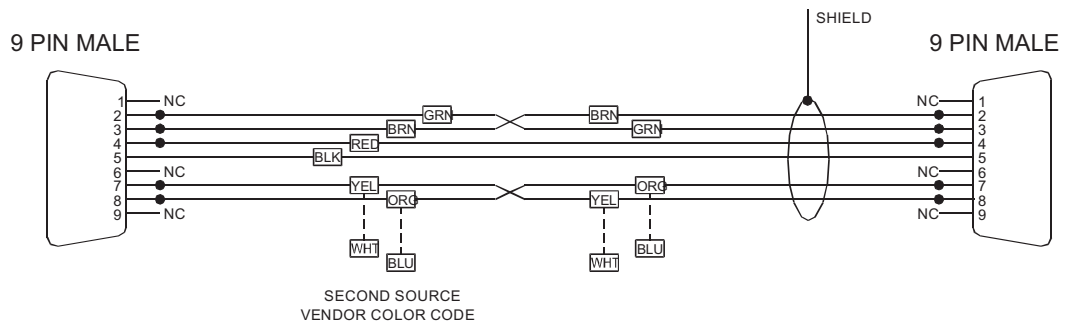 SHIELD
9 PIN MALE
9 PIN MALE
1 NC NC 1
2 GRN BRN 2
3 BRN GRN 3
4 RED 4
5 BLK 5
6 NC NC 6
7 YEL ORG 7
8 ORG YEL 8
9 NC NC 9
WHT BLU WHT BLU
SECOND SOURCE
VENDOR COLOR CODE